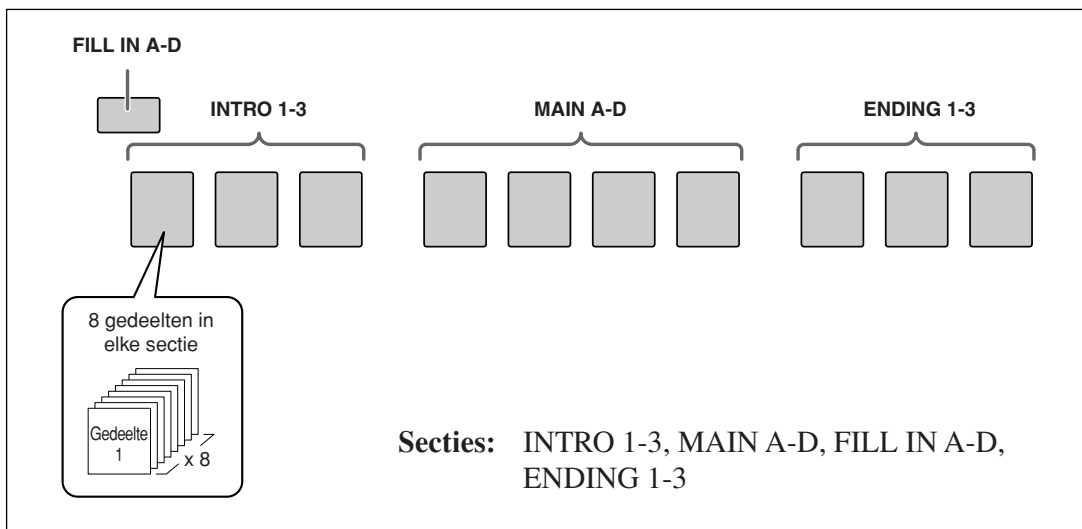 FILL IN A-D
INTRO 1-3
MAIN A-D
ENDING 1-3
8 gedeelten in
elke sectie
Gedeelte
1
x 8
Secties: INTRO 1-3, MAIN A-D, FILL IN A-D,
ENDING 1-3